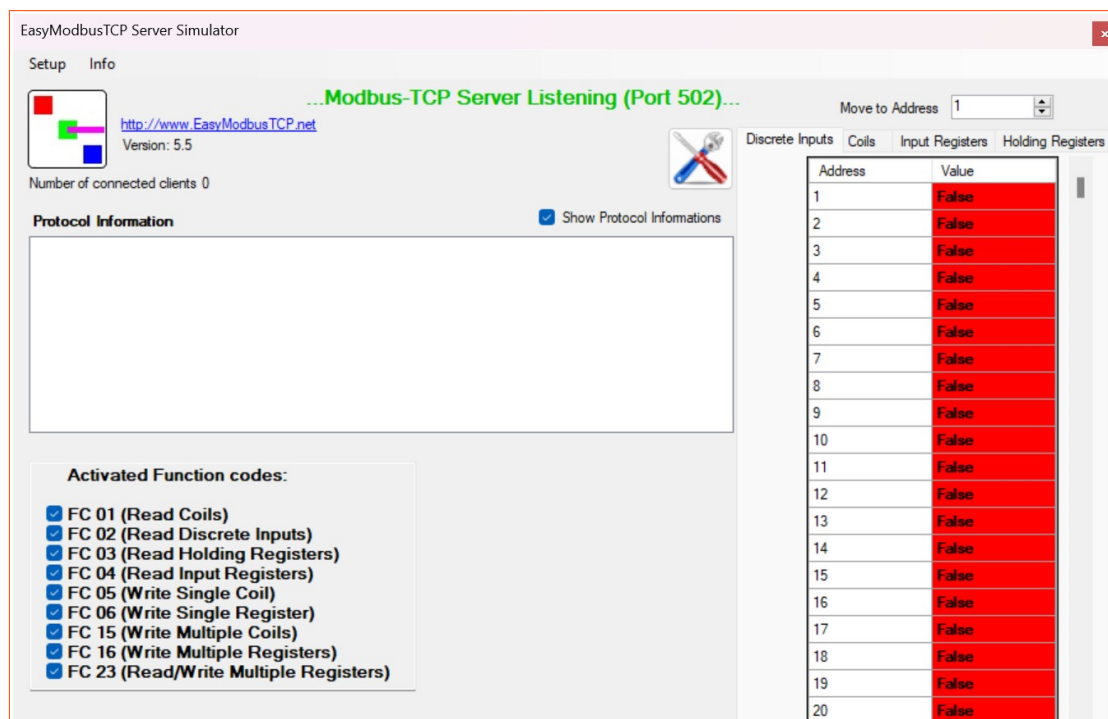 EasyModbusTCP Server Simulator
Setup Info
...Modbus-TCP Server Listening (Port 502)...
http://www.EasyModbusTCP.net
Version: 5.5
Number of connected clients 0
Protocol Information
Show Protocol Informations
Activated Function codes:
FC 01 (Read Coils)
FC 02 (Read Discrete Inputs)
FC 03 (Read Holding Registers)
FC 04 (Read Input Registers)
FC 05 (Write Single Coil)
FC 06 (Write Single Register)
FC 15 (Write Multiple Coils)
FC 16 (Write Multiple Registers)
FC 23 (Read/Write Multiple Registers)
Move to Address 1
Discrete Inputs Coils Input Registers Holding Registers
Address Value
1 False
2 False
3 False
4 False
5 False
6 False
7 False
8 False
9 False
10 False
11 False
12 False
13 False
14 False
15 False
16 False
17 False
18 False
19 False
20 False